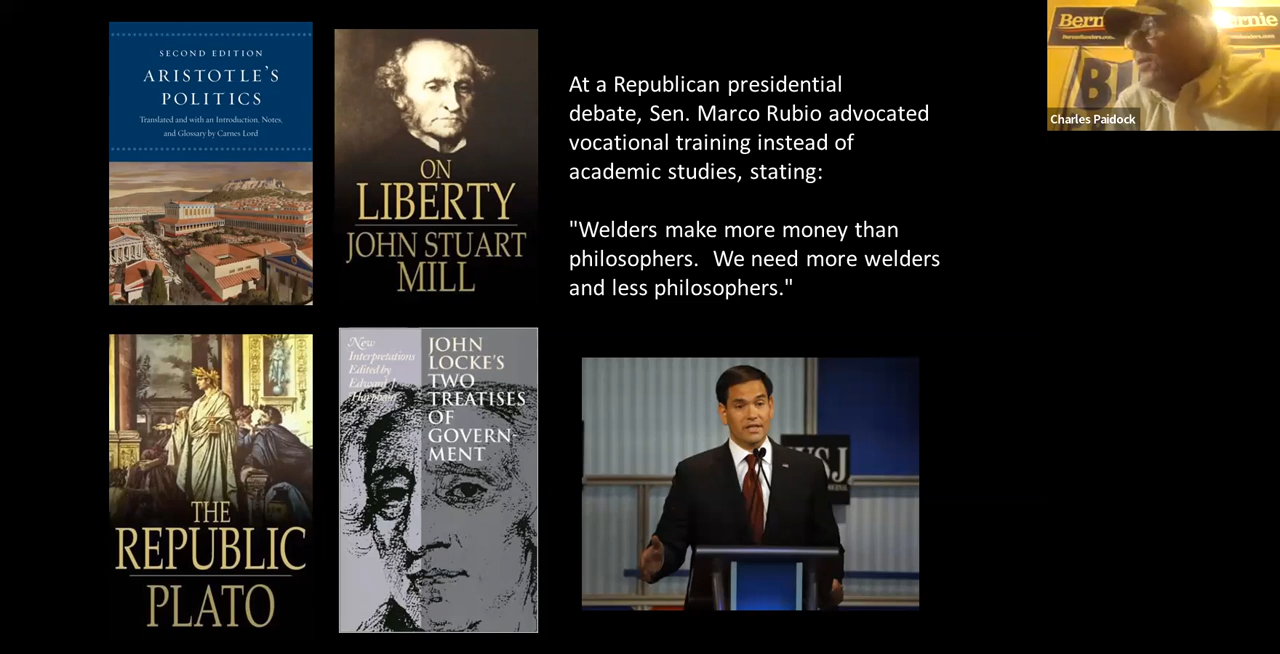 SECOND EDITION
ARISTOTLE'S
POLITICS
Translated and with an Introduction, Notes,
and Glossary by Carnes Lord
ON
LIBERTY
JOHN STUART
MILL
At a Republican presidential
debate, Sen. Marco Rubio advocated
vocational training instead of
academic studies, stating:
"Welders make more money than
philosophers.  We need more welders
and less philosophers."
THE
REPUBLIC
PLATO
New
Interpretations
Edited by
Edward J.
JOHN
LOCKE'S
TWO
TREATISES
OF
GOVERN-
MENT
WSJ
Bern
ernie
Charles Paidock